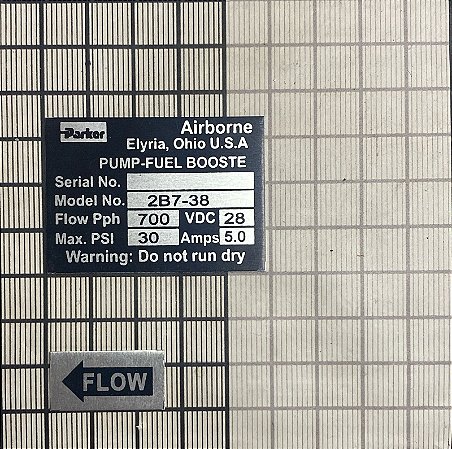 Parker Airborne
Elyria, Ohio U.S.A
PUMP-FUEL BOOSTE
Serial No.
Model No. 2B7-38
Flow Pph 700 VDC 28
Max. PSI 30 Amps 5.0
Warning: Do not run dry
FLOW